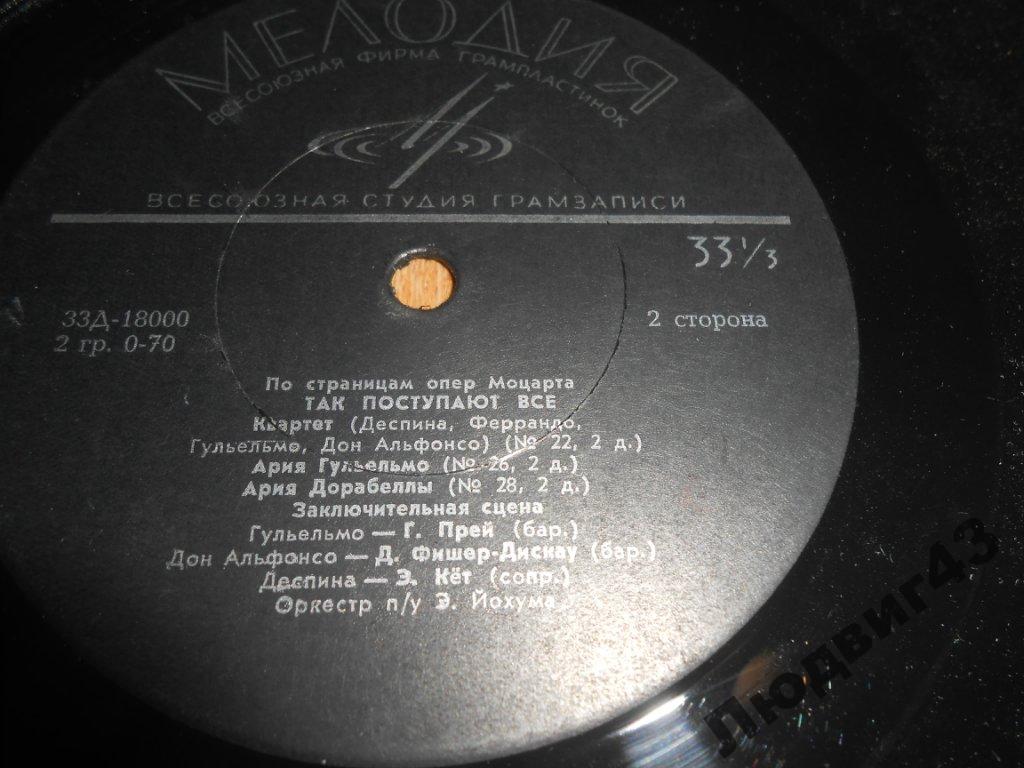 МЕЛОДИЯ
ВСЕСОЮЗНАЯ ФИРМА ГРАМПЛАСТИНОК
ВСЕСОЮЗНАЯ СТУДИЯ ГРАМЗАПИСИ
33 1/3
33Д-18000
2 гр. 0-70
2 сторона
По страницам опер Моцарта
ТАК ПОСТУПАЮТ ВСЕ
Квартет (Деспина, Феррандо,
Гульельмо, Дон Альфонсо) (№ 22, 2 д.)
Ария Гульельмо (№ 26, 2 д.)
Ария Дорабеллы (№ 28, 2 д.)
Заключительная сцена
Гульельмо — Г. Прей (бар.)
Дон Альфонсо — Д. Фишер-Дискау (бар.)
Деспина — Э. Кёт (сопр.)
Оркестр п/у Э. Йохума
Людвиг43